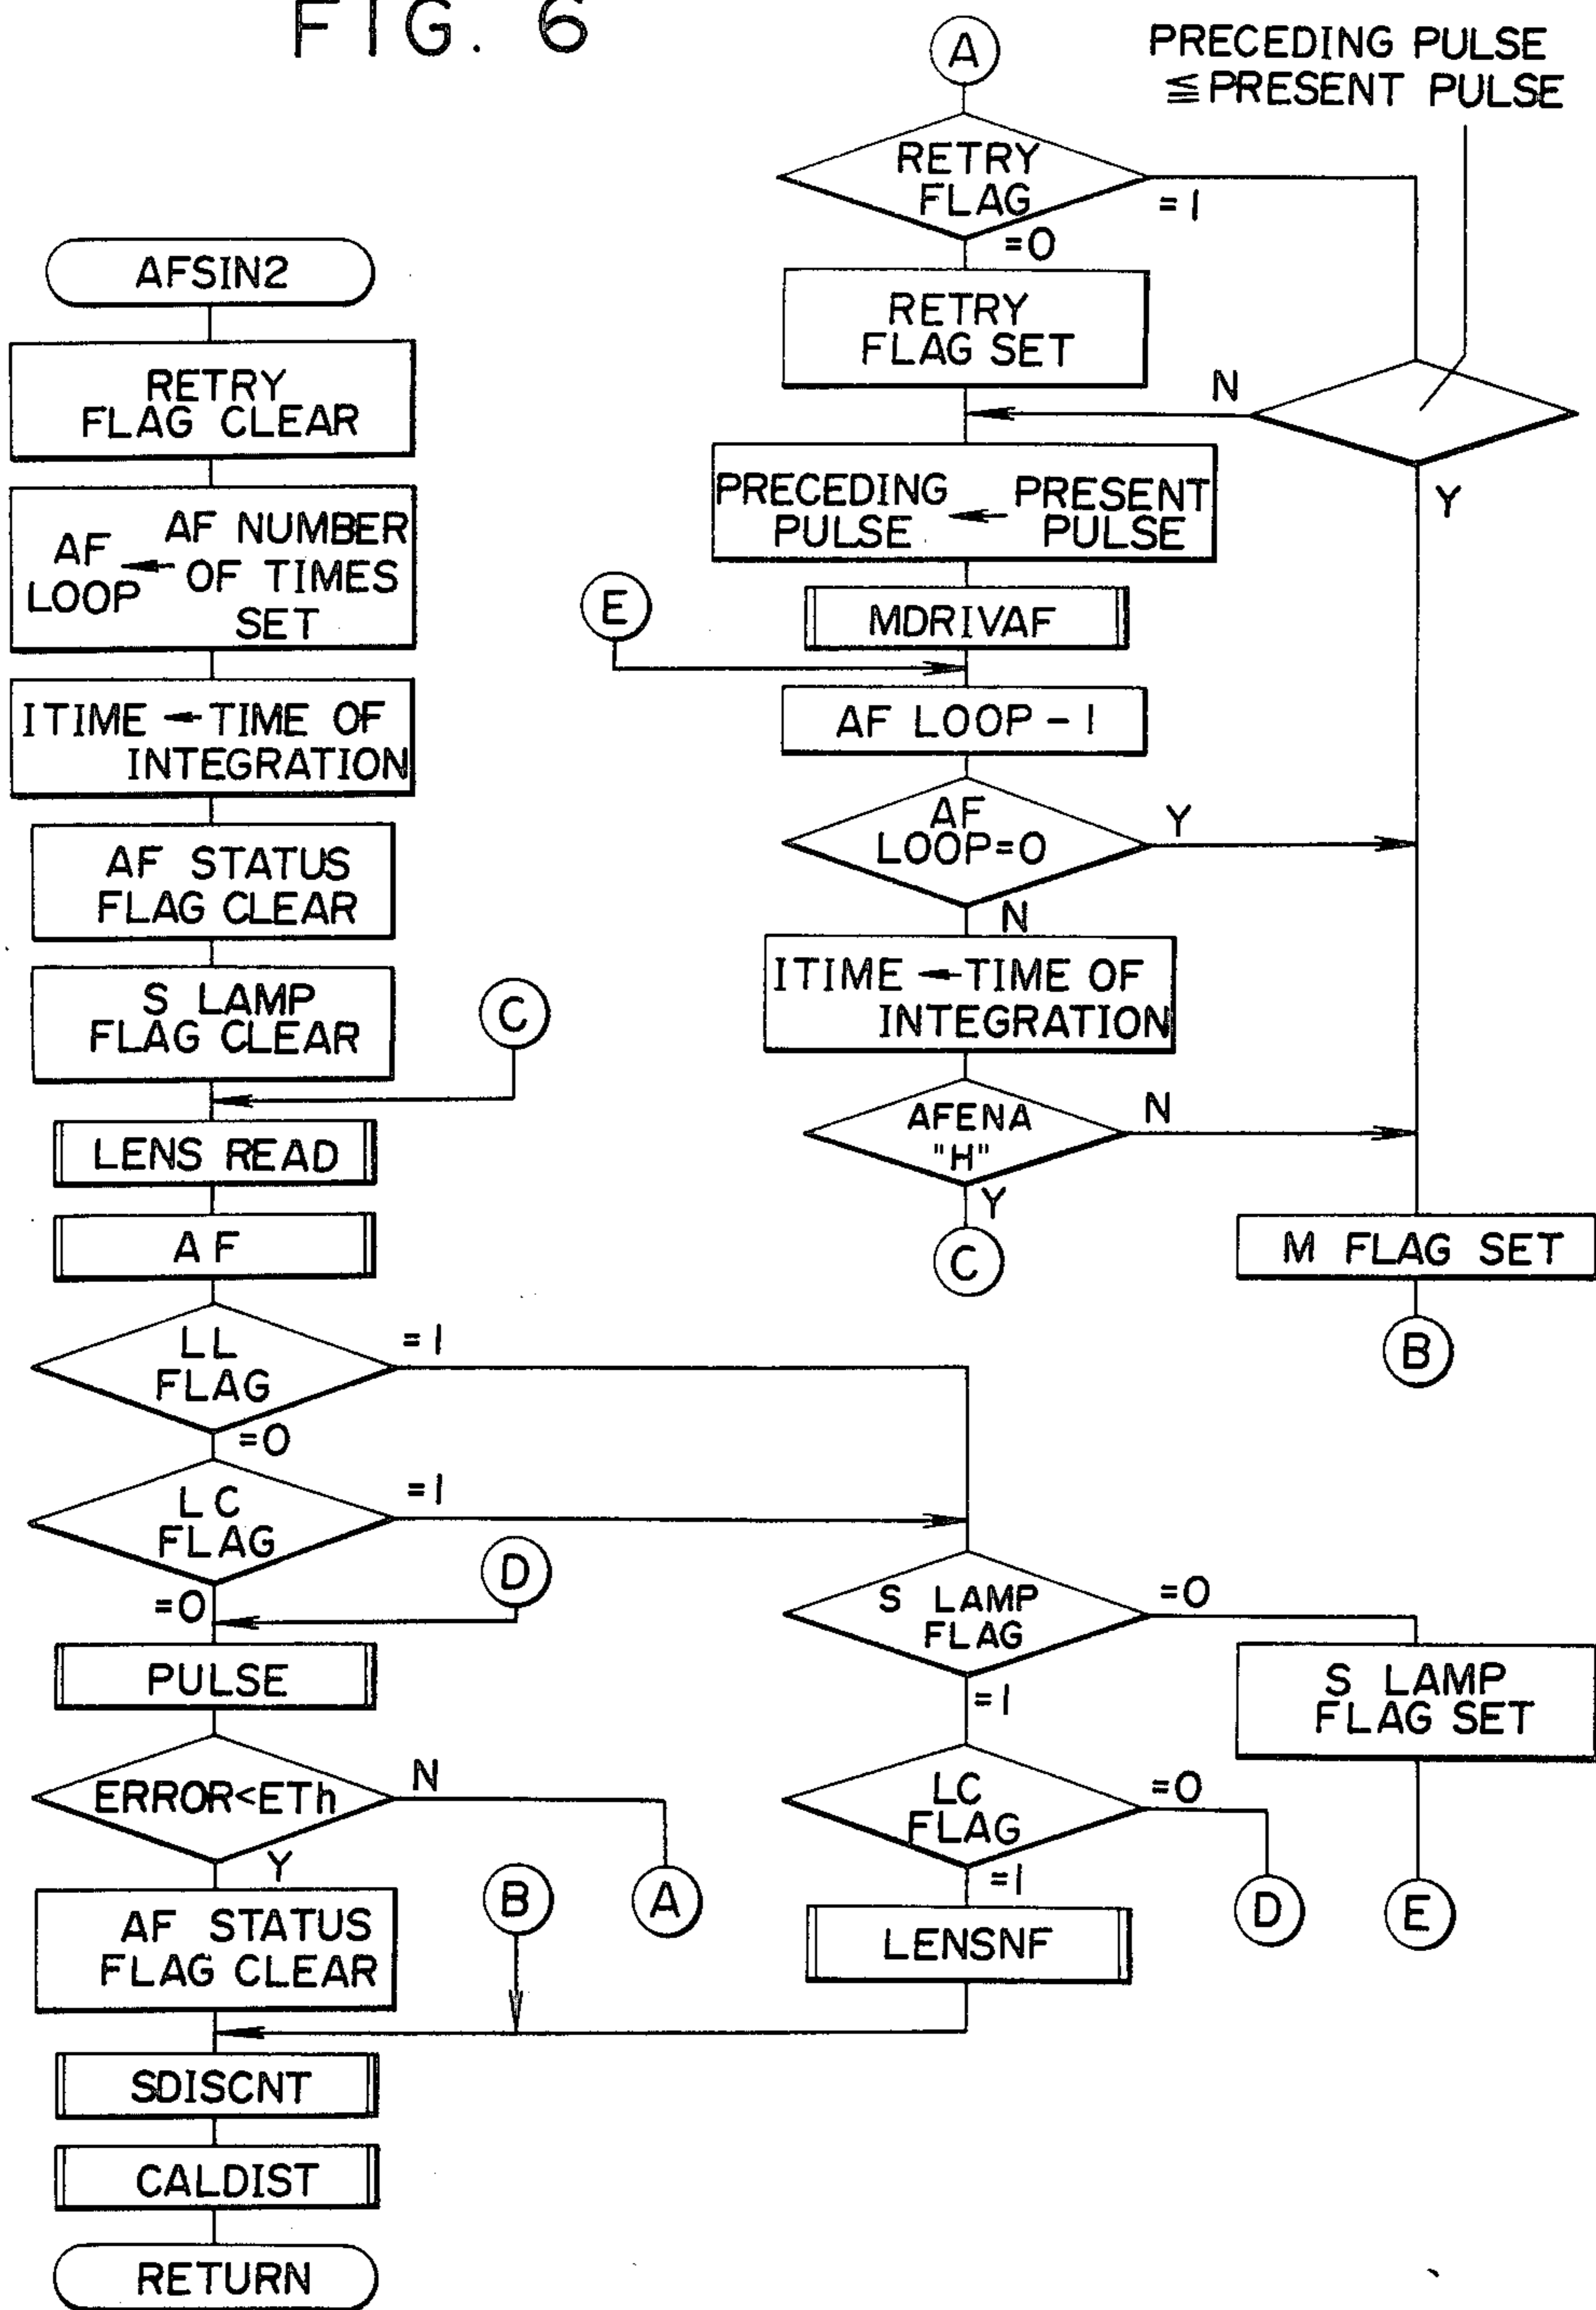 FIG. 6
AFSIN2
RETRY
FLAG CLEAR
AF NUMBER
AF
LOOP ← OF TIMES
SET
ITIME ← TIME OF
INTEGRATION
AF STATUS
FLAG CLEAR
S LAMP
FLAG CLEAR
C
LENS READ
AF
LL
FLAG
=1
=0
LC
FLAG
=1
=0
D
PULSE
ERROR<ETh
N
Y
A
AF STATUS
FLAG CLEAR
B
SDISCNT
CALDIST
RETURN
A
PRECEDING PULSE
≦PRESENT PULSE
RETRY
FLAG
=1
=0
RETRY
FLAG SET
N
Y
PRECEDING ← PRESENT
PULSE PULSE
E
MDRIVAF
AF LOOP-1
AF
LOOP=0
Y
N
ITIME ← TIME OF
INTEGRATION
AFENA
"H"
N
Y
C
M FLAG SET
B
S LAMP
FLAG
=0
=1
S LAMP
FLAG SET
LC
FLAG
=0
=1
D
E
LENSNF